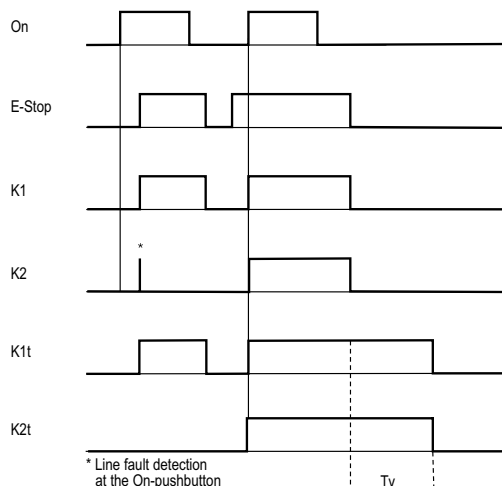 On
E-Stop
K1
*
K2
K1t
K2t
* Line fault detection
at the On-pushbutton
Tv